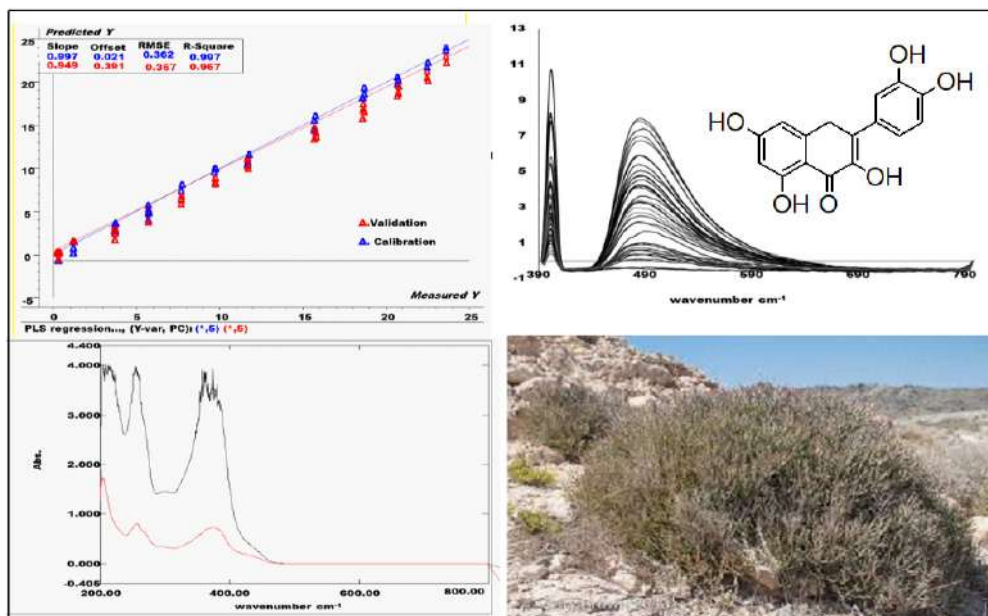 Predicted Y
Slope Offset RMSE R-Square
0.997 0.021 0.362 0.997
0.949 0.391 0.367 0.967
25
20
15
10
5
0
-5
Validation
Calibration
Measured Y
0 5 10 15 20 25
PLS regression..., (Y-var, PC): (*,5) (*,5)
13
11
9
7
5
3
1
-1
390 490 590 690 790
wavenumber cm⁻¹
OH
OH
HO
OH
OH O
4.400
4.000
3.000
2.000
1.000
0.000
-0.405
Abs.
200.00 400.00 600.00 800.00
wavenumber cm⁻¹